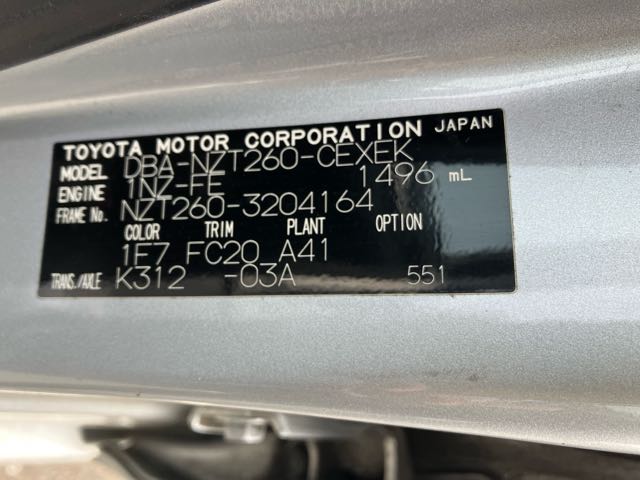 TOYOTA MOTOR CORPORATION JAPAN
MODEL DBA-NZT260-CEXEK
ENGINE 1NZ-FE 1496 mL
FRAME No. NZT260-3204164
COLOR TRIM PLANT OPTION
1E7 FC20 A41
TRANS./AXLE K312 -03A 551